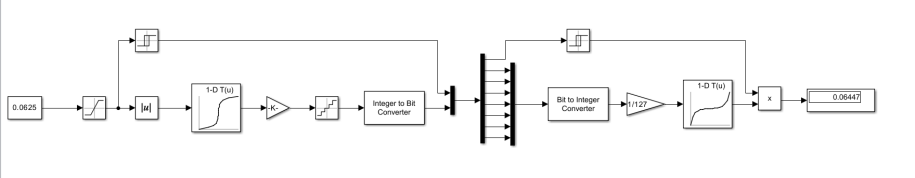 0.0625
|u|
1-D T(u)
-K-
Integer to Bit
Converter
Bit to Integer
Converter
1/127
1-D T(u)
x
0.06447